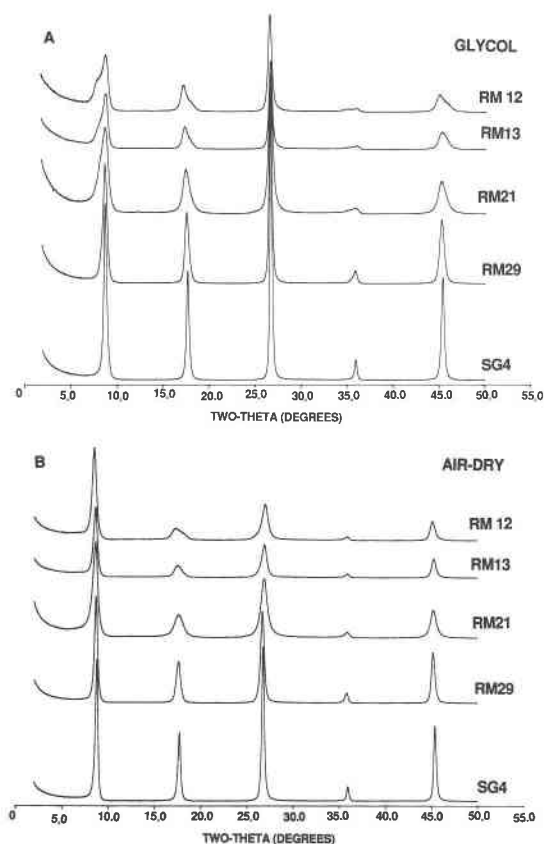 A
GLYCOL
RM 12
RM13
RM21
RM29
SG4
0 5,0 10,0 15,0 20,0 25,0 30,0 35,0 40.0 45.0 50,0 55.0
TWO-THETA (DEGREES)
B
AIR-DRY
RM 12
RM13
RM21
RM29
SG4
0 5,0 10.0 15.0 20.0 25.0 30.0 35.0 40.0 45.0 50.0 55.0
TWO-THETA (DEGREES)